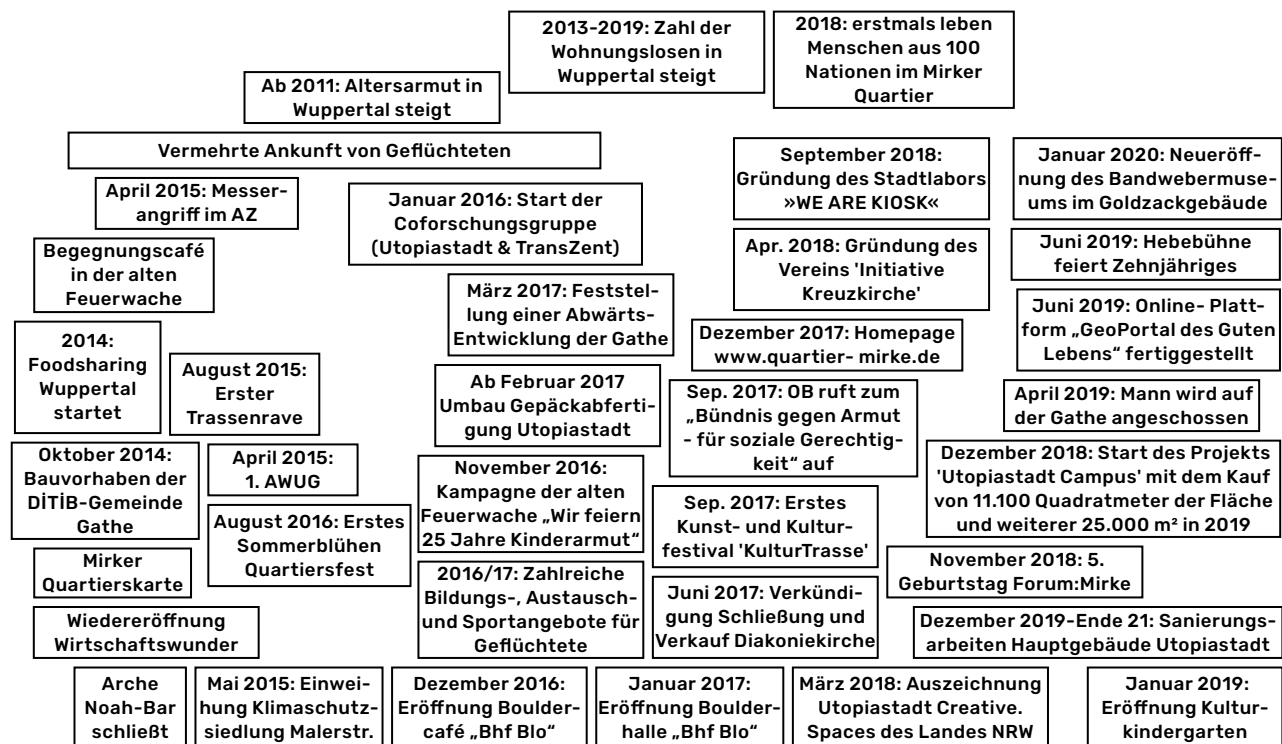 2013-2019: Zahl der
Wohnungslosen in
Wuppertal steigt
2018: erstmals leben
Menschen aus 100
Nationen im Mirker
Quartier
Ab 2011: Altersarmut in
Wuppertal steigt
Vermehrte Ankunft von Geflüchteten
September 2018:
Gründung des Stadtlabors
»WE ARE KIOSK«
Januar 2020: Neueröff-
nung des Bandwebermuse-
ums im Goldzackgebäude
April 2015: Messer-
angriff im AZ
Januar 2016: Start der
Coforschungsgruppe
(Utopiastadt & TransZent)
Begegnungscafé
in der alten
Feuerwache
Apr. 2018: Gründung des
Vereins 'Initiative
Kreuzkirche'
Juni 2019: Hebebühne
feiert Zehnjähriges
März 2017: Feststel-
lung einer Abwärts-
Entwicklung der Gathe
Juni 2019: Online- Platt-
form „GeoPortal des Guten
Lebens“ fertiggestellt
2014:
Foodsharing
Wuppertal
startet
Dezember 2017: Homepage
www.quartier- mirke.de
August 2015:
Erster
Trassenrave
Ab Februar 2017
Umbau Gepäckabferti-
gung Utopiastadt
Sep. 2017: OB ruft zum
„Bündnis gegen Armut
- für soziale Gerechtig-
keit“ auf
April 2019: Mann wird auf
der Gathe angeschossen
Oktober 2014:
Bauvorhaben der
DİTİB-Gemeinde
Gathe
April 2015:
1. AWUG
November 2016:
Kampagne der alten
Feuerwache „Wir feiern
25 Jahre Kinderarmut“
Dezember 2018: Start des Projekts
'Utopiastadt Campus' mit dem Kauf
von 11.100 Quadratmeter der Fläche
und weiterer 25.000 m² in 2019
Sep. 2017: Erstes
Kunst- und Kultur-
festival 'KulturTrasse'
August 2016: Erstes
Sommerblühen
Quartiersfest
Mirker
Quartierskarte
November 2018: 5.
Geburtstag Forum:Mirke
2016/17: Zahlreiche
Bildungs-, Austausch-
und Sportangebote für
Geflüchtete
Juni 2017: Verkündi-
gung Schließung und
Verkauf Diakoniekirche
Wiedereröffnung
Wirtschaftswunder
Dezember 2019-Ende 21: Sanierungs-
arbeiten Hauptgebäude Utopiastadt
Arche
Noah-Bar
schließt
Mai 2015: Einwei-
hung Klimaschutz-
siedlung Malerstr.
Dezember 2016:
Eröffnung Boulder-
café „Bhf Blo“
Januar 2017:
Eröffnung Boulder-
halle „Bhf Blo“
März 2018: Auszeichnung
Utopiastadt Creative.
Spaces des Landes NRW
Januar 2019:
Eröffnung Kultur-
kindergarten